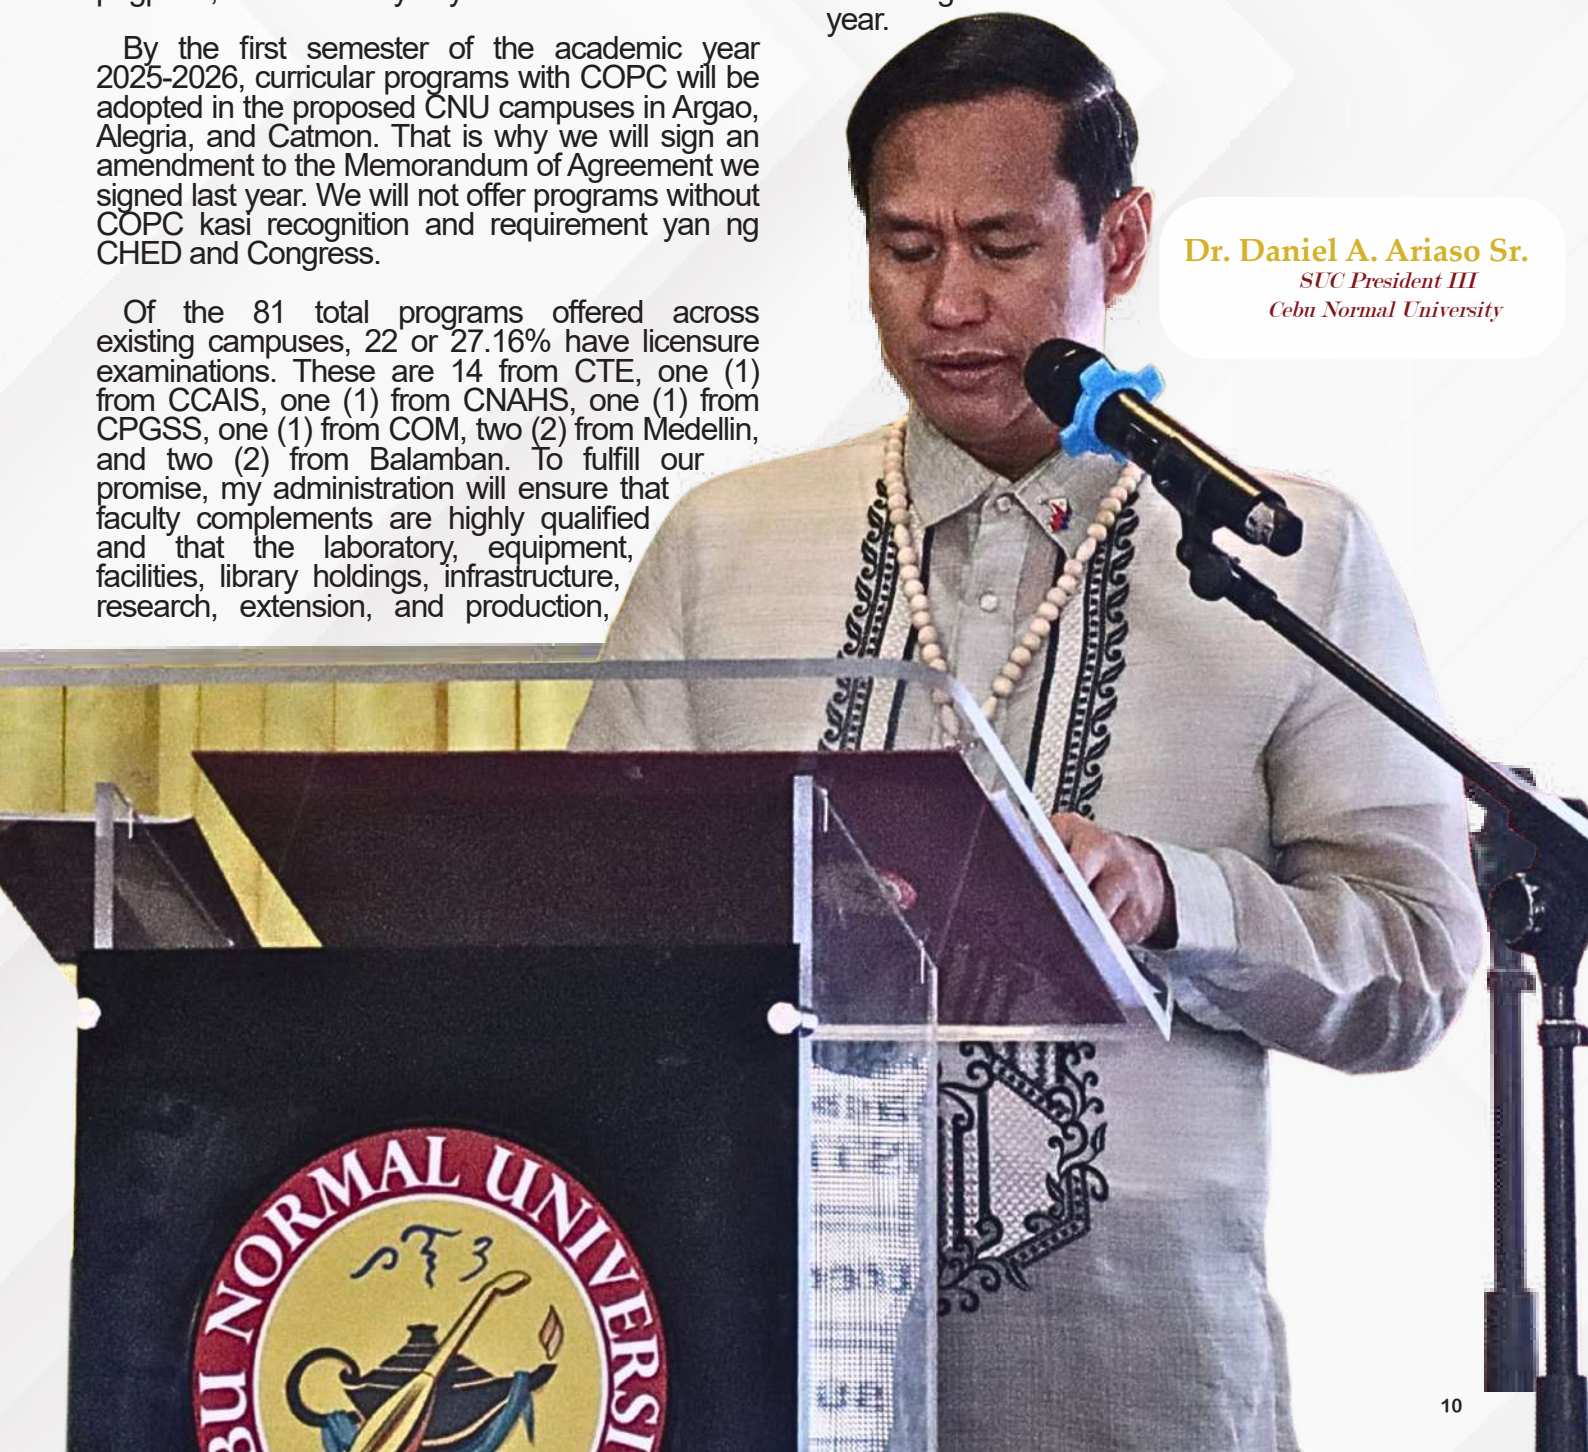 year.
By the first semester of the academic year
2025-2026, curricular programs with COPC will be
adopted in the proposed CNU campuses in Argao,
Alegria, and Catmon. That is why we will sign an
amendment to the Memorandum of Agreement we
signed last year. We will not offer programs without
COPC kasi recognition and requirement yan ng
CHED and Congress.
Of the 81 total programs offered across
existing campuses, 22 or 27.16% have licensure
examinations. These are 14 from CTE, one (1)
from CCAIS, one (1) from CNAHS, one (1) from
CPGSS, one (1) from COM, two (2) from Medellin,
and two (2) from Balamban. To fulfill our
promise, my administration will ensure that
faculty complements are highly qualified
and that the laboratory, equipment,
facilities, library holdings, infrastructure,
research, extension, and production,
Dr. Daniel A. Ariaso Sr.
SUC President III
Cebu Normal University
BU NORMAL UNIVERSI
10